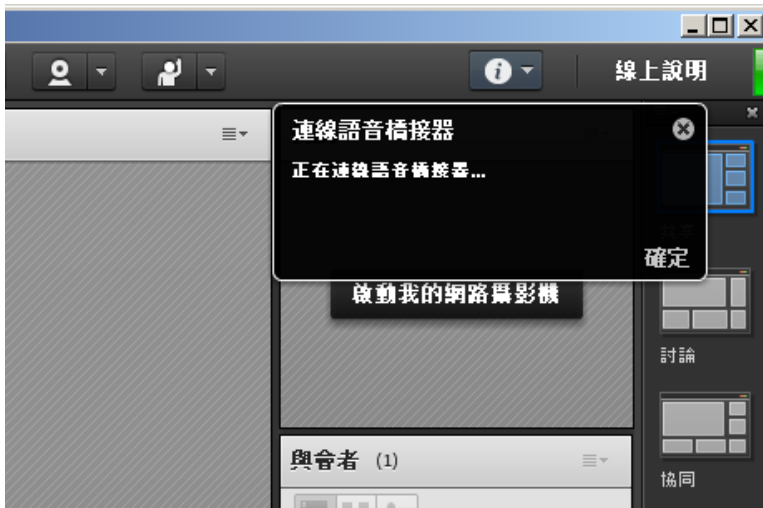 線上說明
連線語音橋接器
正在連線語音橋接器...
共享
確定
啟動我的網路攝影機
討論
與會者 (1)
協同